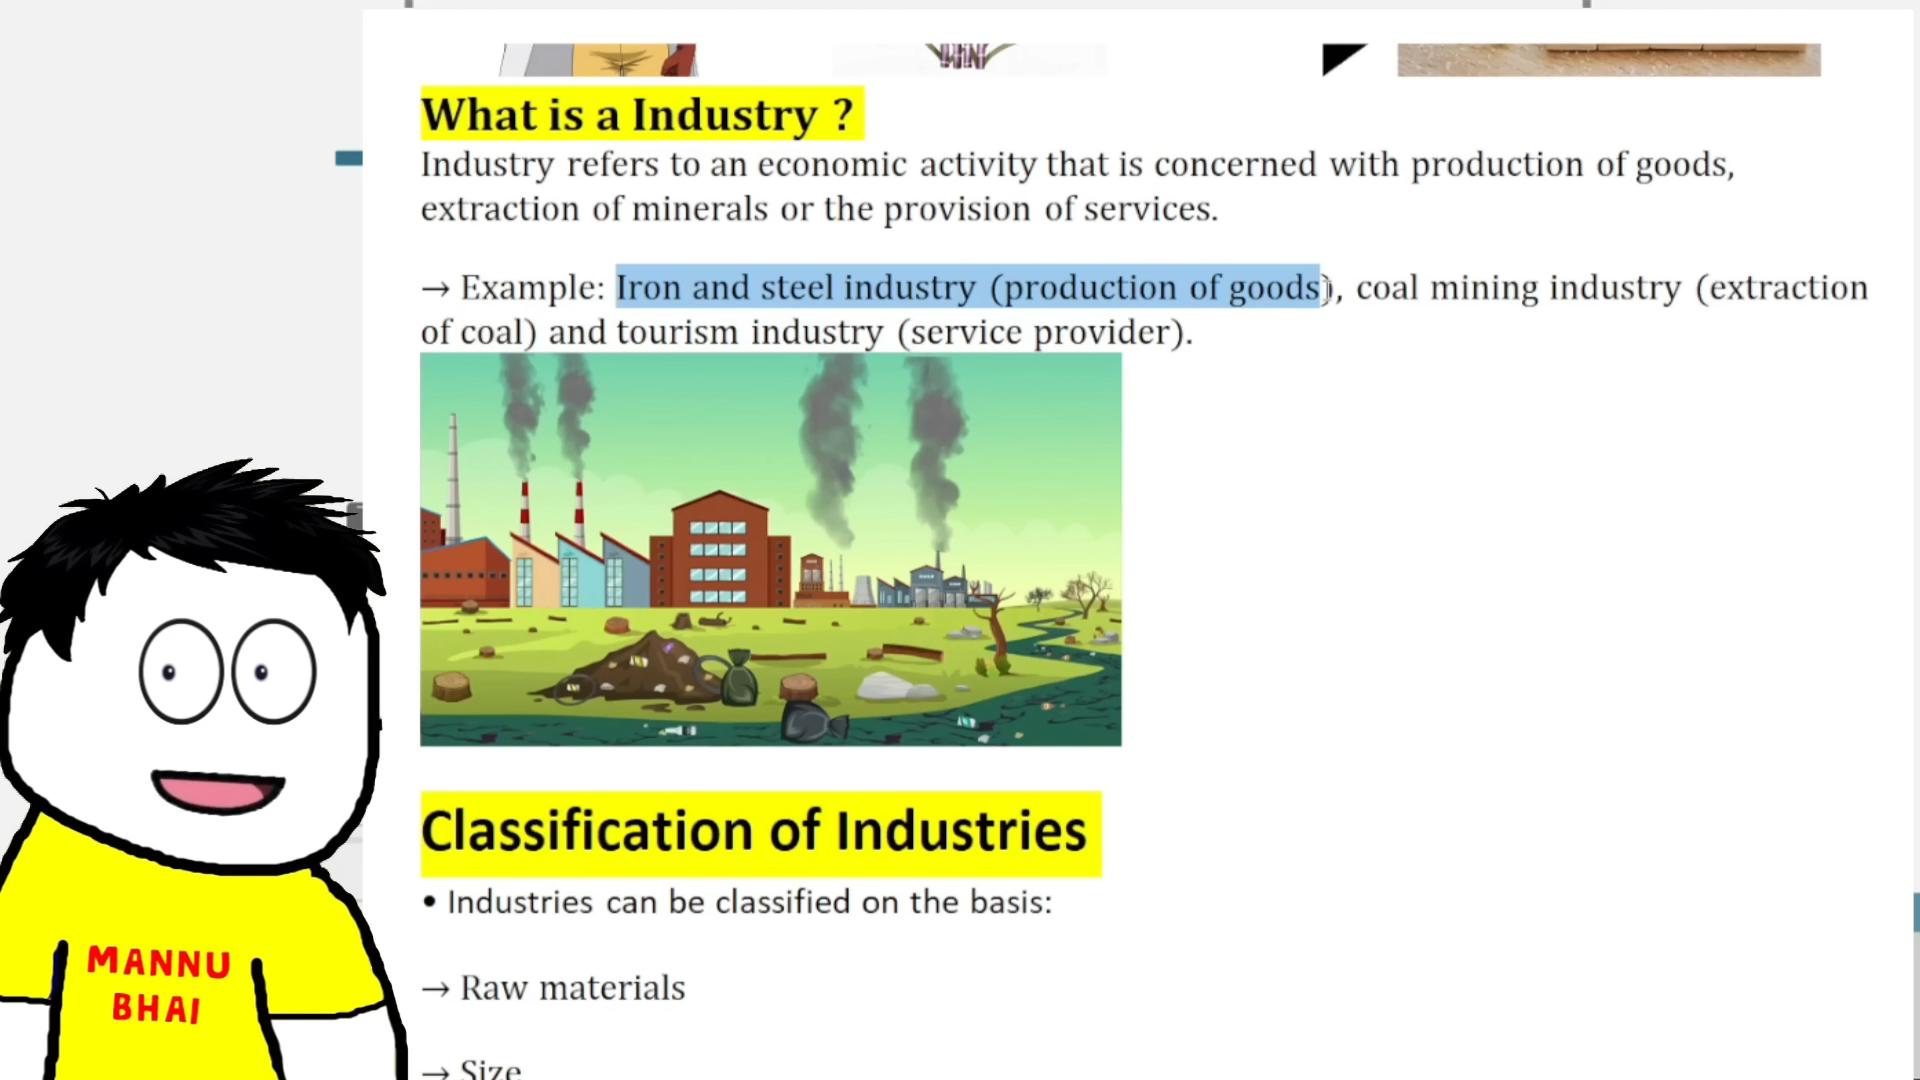 What is a Industry ?
Industry refers to an economic activity that is concerned with production of goods,
extraction of minerals or the provision of services.
→ Example: Iron and steel industry (production of goods), coal mining industry (extraction
of coal) and tourism industry (service provider).
Classification of Industries
• Industries can be classified on the basis:
→ Raw materials
→ Size
MANNU
BHAI